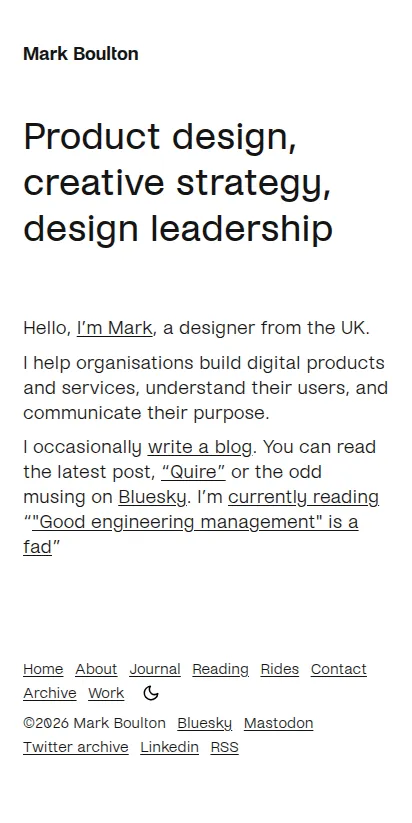 Mark Boulton
Product design,
creative strategy,
design leadership
Hello, I’m Mark, a designer from the UK.
I help organisations build digital products
and services, understand their users, and
communicate their purpose.
I occasionally write a blog. You can read
the latest post, “Quire” or the odd
musing on Bluesky. I’m currently reading
“"Good engineering management" is a
fad”
Home About Journal Reading Rides Contact
Archive Work
©2026 Mark Boulton Bluesky Mastodon
Twitter archive Linkedin RSS